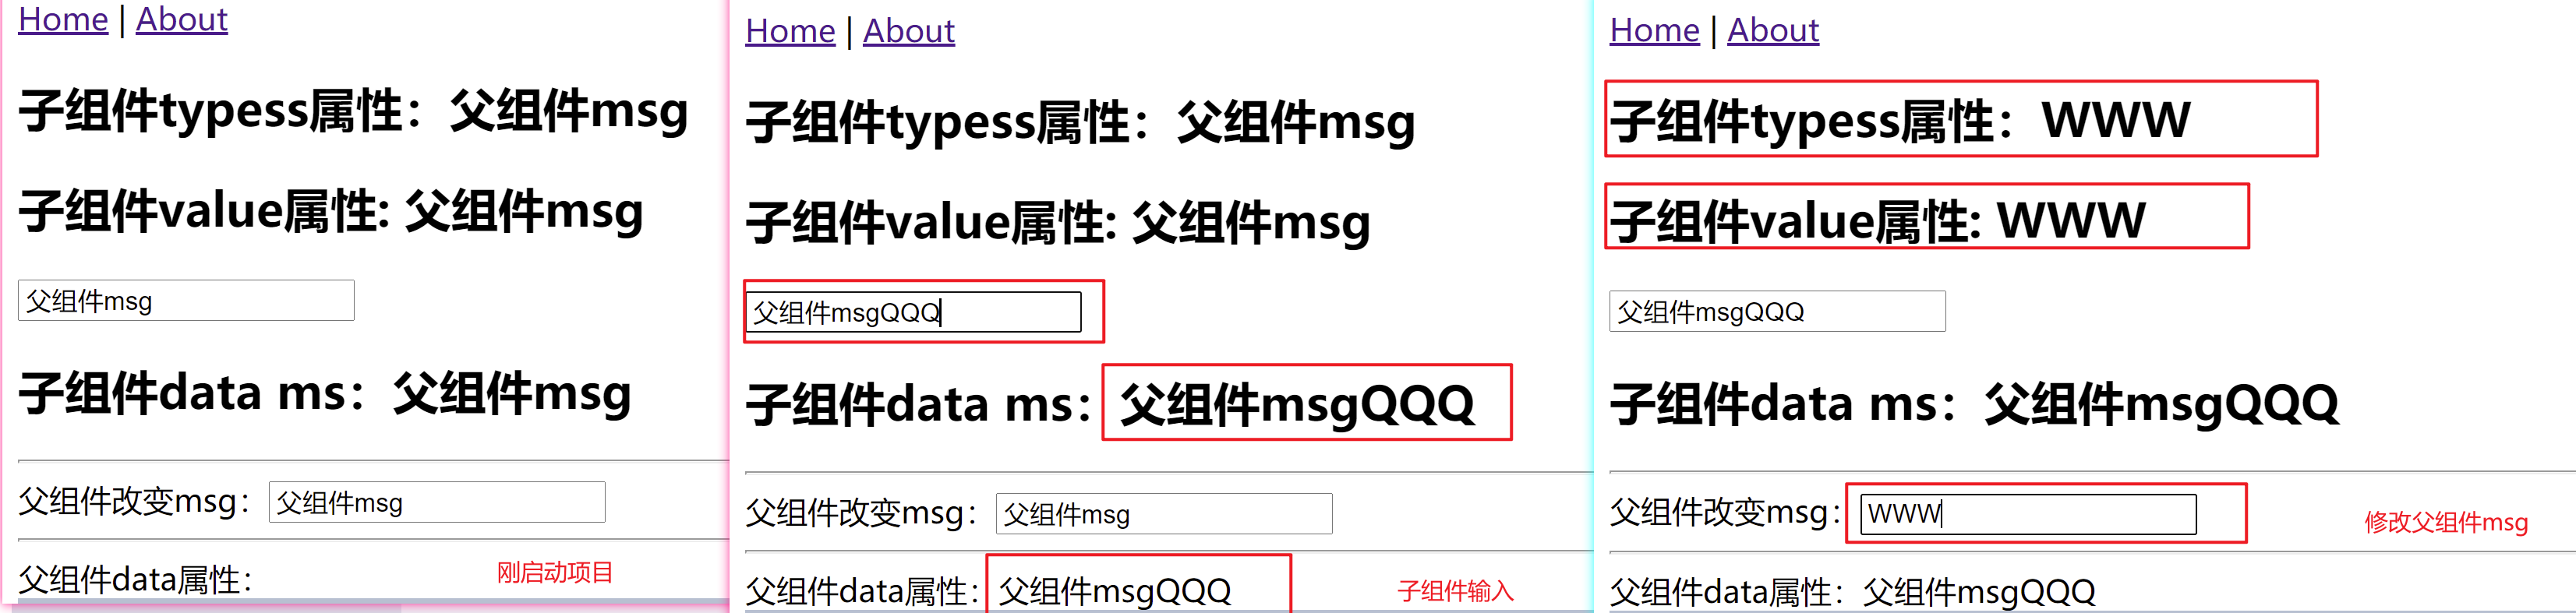 Home | About
子组件typess属性：父组件msg
子组件value属性: 父组件msg
父组件msg
子组件data ms：父组件msg
父组件改变msg：父组件msg
父组件data属性：
刚启动项目
Home | About
子组件typess属性：父组件msg
子组件value属性: 父组件msg
父组件msgQQQ
子组件data ms：父组件msgQQQ
父组件改变msg：父组件msg
父组件data属性：父组件msgQQQ
子组件输入
Home | About
子组件typess属性：WWW
子组件value属性: WWW
父组件msgQQQ
子组件data ms：父组件msgQQQ
父组件改变msg：WWW
修改父组件msg
父组件data属性：父组件msgQQQ